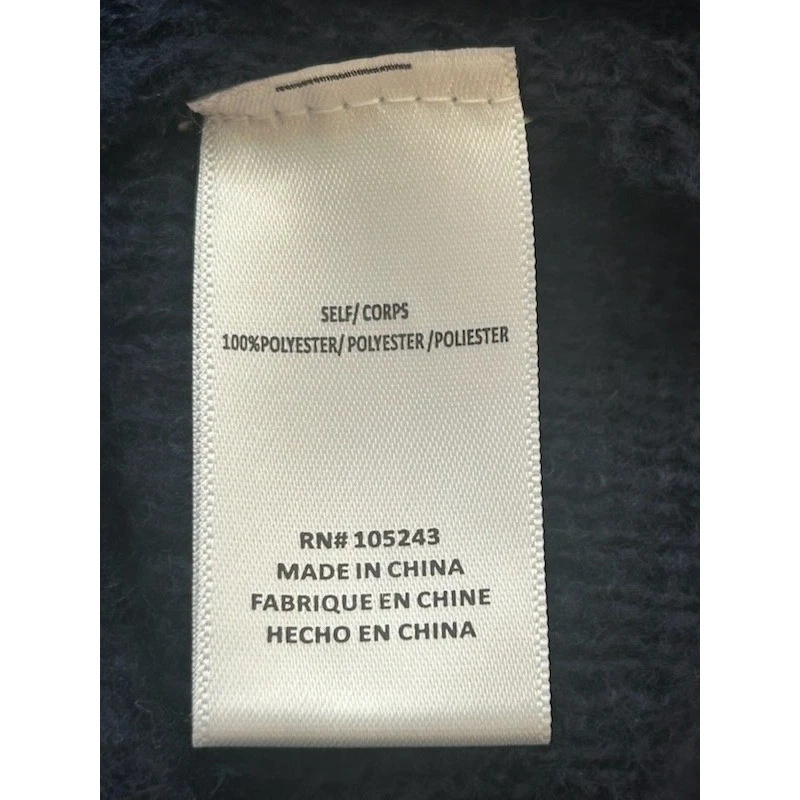 SELF/ CORPS
100%POLYESTER/ POLYESTER /POLIESTER
RN# 105243
MADE IN CHINA
FABRIQUE EN CHINE
HECHO EN CHINA